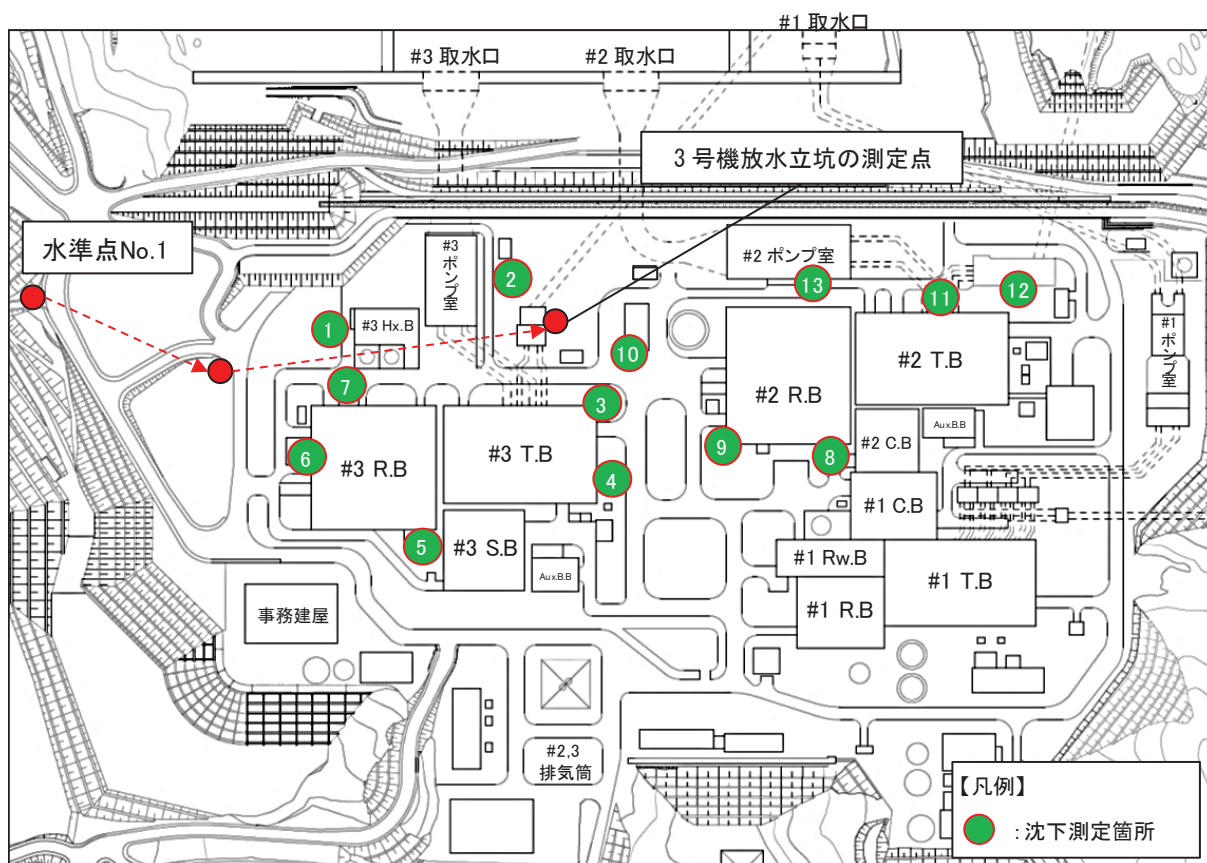 #1 取水口
#3 取水口
#2 取水口
3号機放水立坑の測定点
水準点No.1
#3
ポンプ室
2
#2 ポンプ室
13
11
12
#1
ポンプ室
1
#3 Hx.B
10
#2 T.B
7
3
#2 R.B
Aux.B.B
#3 R.B
#3 T.B
9
#2 C.B
6
8
4
#1 C.B
5
#3 S.B
#1 Rw.B
#1 T.B
Aux.B.B
#1 R.B
事務建屋
#2,3
排気筒
【凡例】
:沈下測定箇所